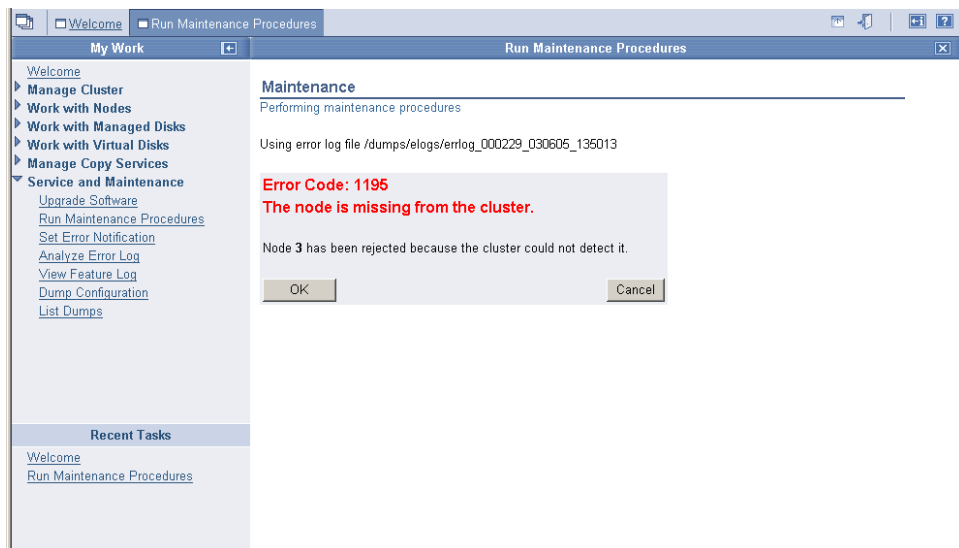 Welcome
Run Maintenance Procedures
My Work
Run Maintenance Procedures
Welcome
Manage Cluster
Work with Nodes
Work with Managed Disks
Work with Virtual Disks
Manage Copy Services
Service and Maintenance
Upgrade Software
Run Maintenance Procedures
Set Error Notification
Analyze Error Log
View Feature Log
Dump Configuration
List Dumps
Recent Tasks
Welcome
Run Maintenance Procedures
Maintenance
Performing maintenance procedures
Using error log file /dumps/elogs/errlog_000229_030605_135013
Error Code: 1195
The node is missing from the cluster.
Node 3 has been rejected because the cluster could not detect it.
OK
Cancel